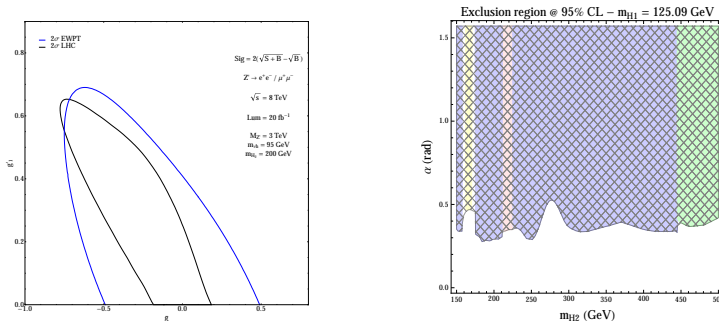 2σ EWPT
2σ LHC
Sig = 2(√S + B − √B)
Z' → e⁺e⁻ / μ⁺μ⁻
√s = 8 TeV
Lum = 20 fb⁻¹
M_Z' = 3 TeV
m_νh = 95 GeV
m_H₂ = 200 GeV
g'₁
0.8
0.6
0.4
0.2
0.0
-1.0 -0.5 0.0 0.5
g̃
Exclusion region @ 95% CL − m_H1 = 125.09 GeV
α (rad)
1.5
1.0
0.5
0.0
150 200 250 300 350 400 450 500
m_H2 (GeV)